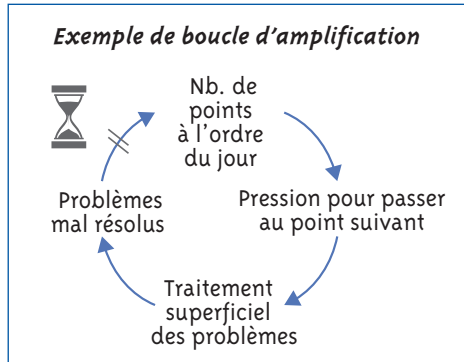 Exemple de boucle d’amplification
Nb. de
points
à l’ordre
du jour
Pression pour passer
au point suivant
Traitement
superficiel
des problèmes
Problèmes
mal résolus